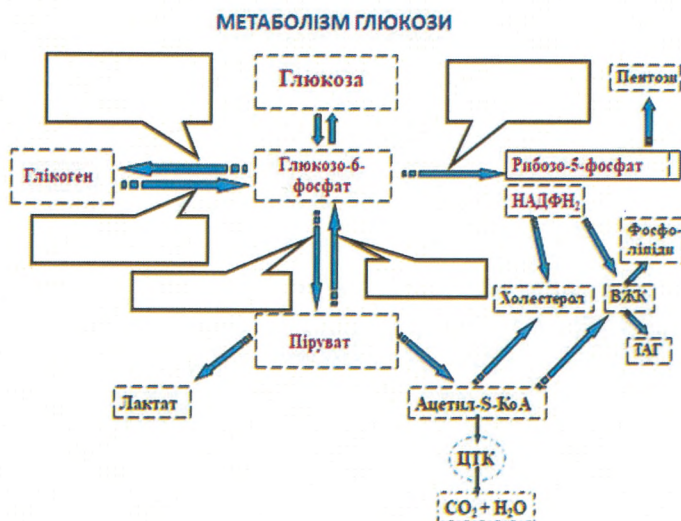 МЕТАБОЛІЗМ ГЛЮКОЗИ
Глюкоза
Пентози
Глікоген
Глюкозо-6-
фосфат
Рибозо-5-фосфат
НАДФН₂
Фосфо-
ліпіди
Холестерол
ВЖК
Піруват
ТАГ
Лактат
Ацетил-S-КоА
ЦТК
CO₂ + H₂O